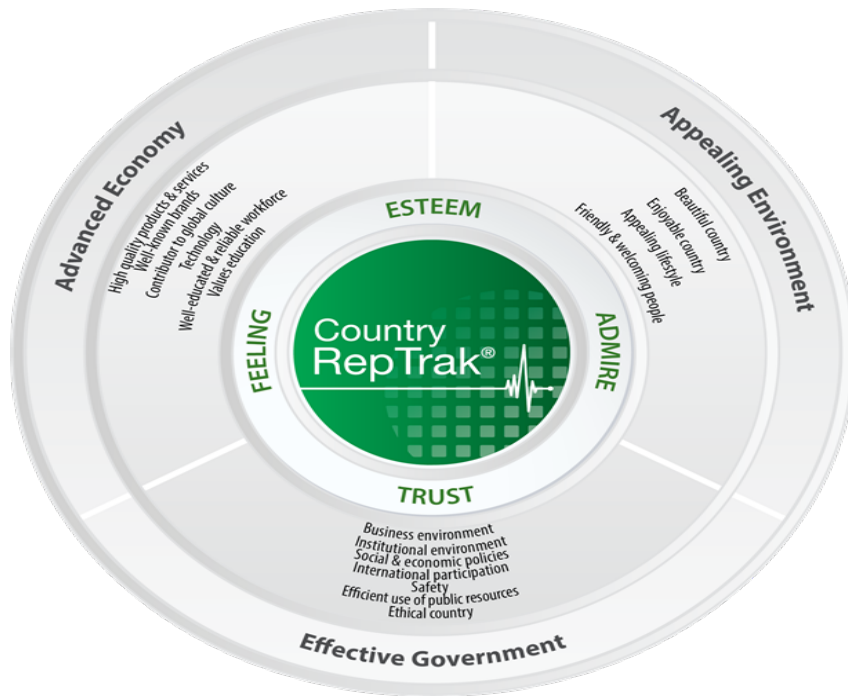 Advanced Economy
High quality products & services
Well-known brands
Contributor to global culture
Technology
Well-educated & reliable workforce
Values education
Appealing Environment
Beautiful country
Enjoyable country
Appealing lifestyle
Friendly & welcoming people
ESTEEM
ADMIRE
TRUST
FEELING
Country
RepTrak®
Business environment
Institutional environment
Social & economic policies
International participation
Safety
Efficient use of public resources
Ethical country
Effective Government